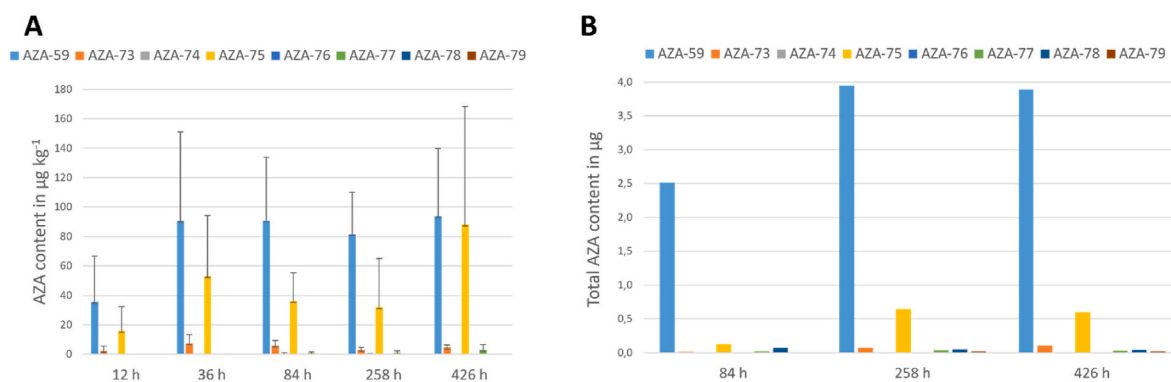 A
AZA-59 AZA-73 AZA-74 AZA-75 AZA-76 AZA-77 AZA-78 AZA-79
AZA content in µg kg⁻¹
180
160
140
120
100
80
60
40
20
0
12 h 36 h 84 h 258 h 426 h
B
AZA-59 AZA-73 AZA-74 AZA-75 AZA-76 AZA-77 AZA-78 AZA-79
Total AZA content in µg
4,0
3,5
3,0
2,5
2,0
1,5
1,0
0,5
0,0
84 h 258 h 426 h